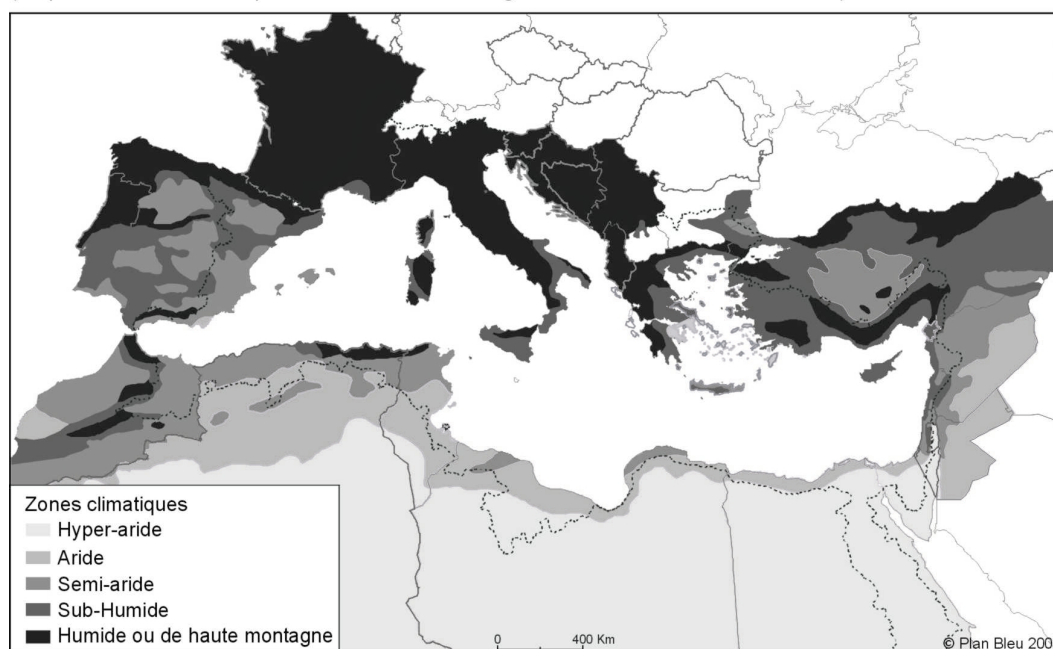 Zones climatiques
Hyper-aride
Aride
Semi-aride
Sub-Humide
Humide ou de haute montagne
0 400 Km
© Plan Bleu 200